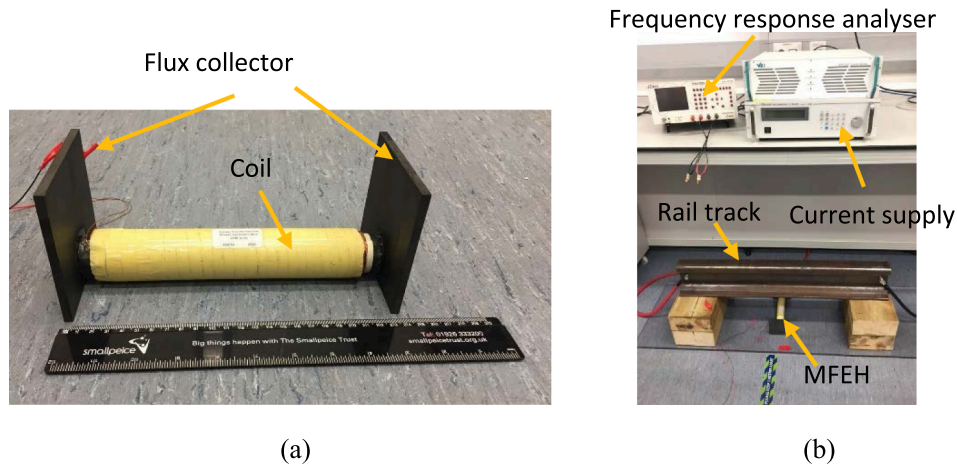 Flux collector
Coil
smallpeice
Big things happen with The Smallpeice Trust
Tel: 01926 333200
smallpeicetrust.org.uk
(a)
Frequency response analyser
Rail track
Current supply
MFEH
(b)